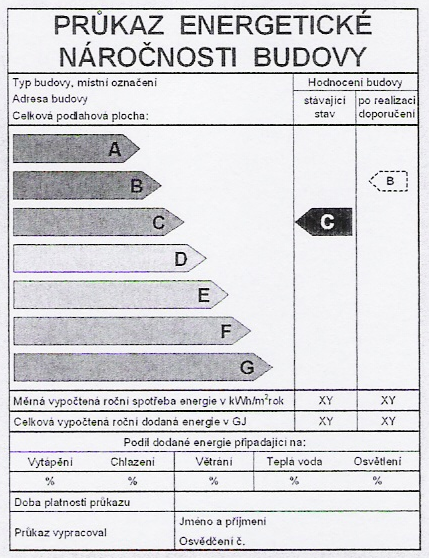 PRŮKAZ ENERGETICKÉ
NÁROČNOSTI BUDOVY
Typ budovy, místní označení
Adresa budovy
Celková podlahová plocha:
Hodnocení budovy
stávající
stav
po realizaci
doporučení
A
B
B
C
C
D
E
F
G
Měrná vypočtená roční spotřeba energie v kWh/m²rok XY XY
Celková vypočtená roční dodaná energie v GJ XY XY
Podíl dodané energie připadající na:
Vytápění Chlazení Větrání Teplá voda Osvětlení
% % % % %
Doba platnosti průkazu
Průkaz vypracoval
Jméno a příjmení
Osvědčení č.